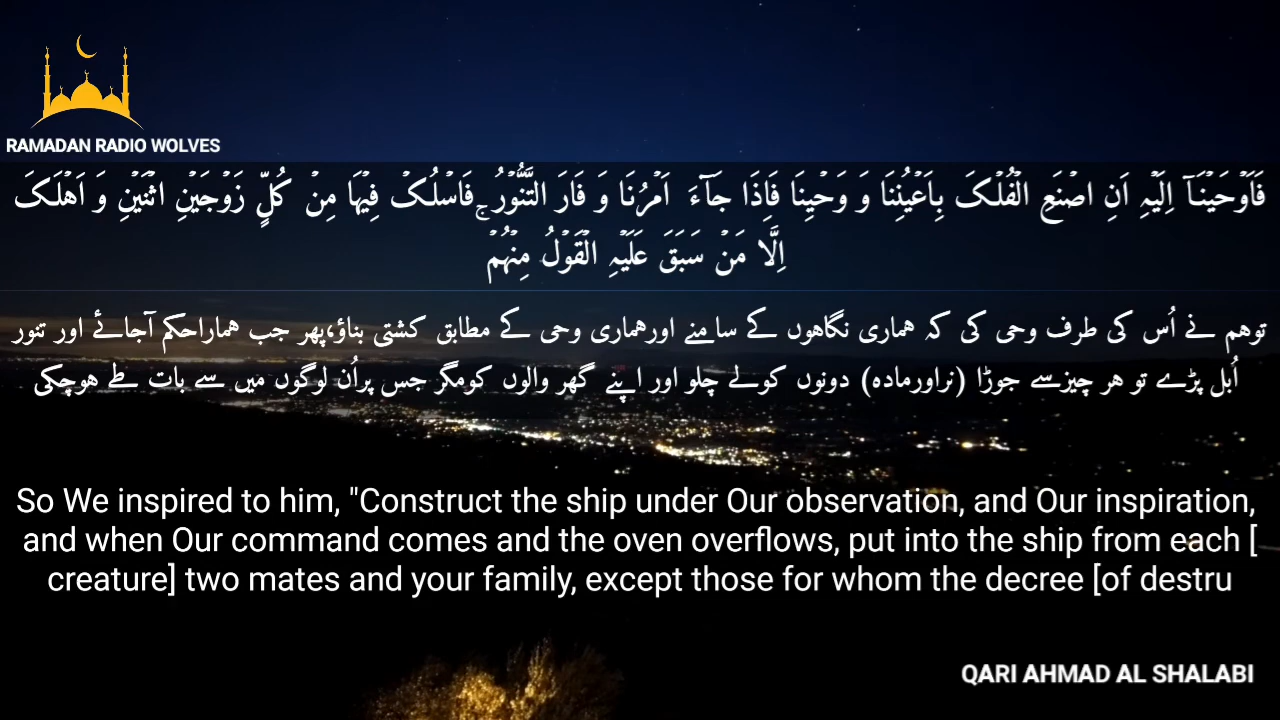 RAMADAN RADIO WOLVES
فَاَوۡحَیۡنَاۤ اِلَیۡہِ اَنِ اصۡنَعِ الۡفُلۡکَ بِاَعۡیُنِنَا وَ وَحۡیِنَا فَاِذَا جَآءَ اَمۡرُنَا وَ فَارَ التَّنُّوۡرُ ۙ فَاسۡلُکۡ فِیۡہَا مِنۡ کُلٍّ زَوۡجَیۡنِ اثۡنَیۡنِ وَ اَہۡلَکَ
اِلَّا مَنۡ سَبَقَ عَلَیۡہِ الۡقَوۡلُ مِنۡہُمۡ
توہم نے اُس کی طرف وحی کی کہ ہماری نگاہوں کے سامنے اورہماری وحی کے مطابق کشتی بناؤ،پھر جب ہماراحکم آجائے اور تنور
اُبل پڑے تو ہر چیزسے جوڑا (نراورمادہ) دونوں کولے چلو اور اپنے گھر والوں کومگر جس پراُن لوگوں میں سے بات طے ہوچکی
So We inspired to him, "Construct the ship under Our observation, and Our inspiration,
and when Our command comes and the oven overflows, put into the ship from each [
creature] two mates and your family, except those for whom the decree [of destru
QARI AHMAD AL SHALABI